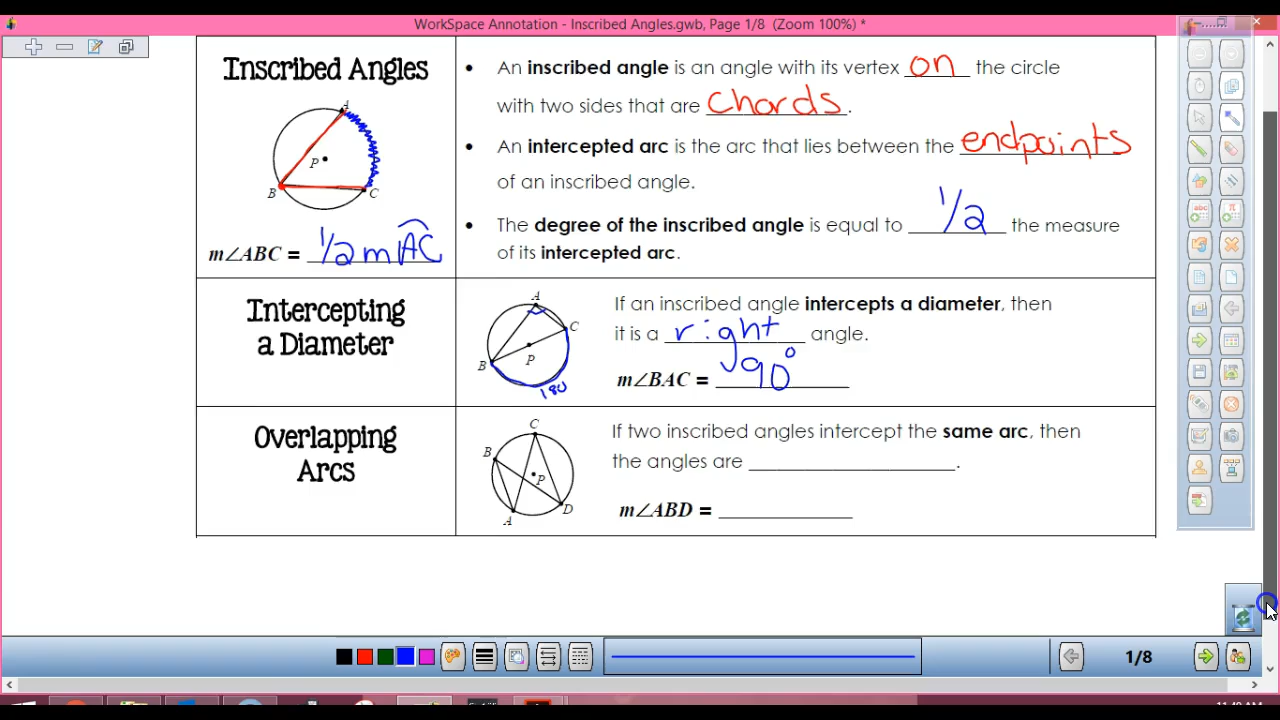 WorkSpace Annotation - Inscribed Angles.gwb, Page 1/8 (Zoom 100%) *
Inscribed Angles
A
P
B
C
m∠ABC = 1/2 m AC
• An inscribed angle is an angle with its vertex on the circle
with two sides that are chords.
• An intercepted arc is the arc that lies between the endpoints
of an inscribed angle.
• The degree of the inscribed angle is equal to 1/2 the measure
of its intercepted arc.
Intercepting
a Diameter
A
C
P
B
180
If an inscribed angle intercepts a diameter, then
it is a right angle.
m∠BAC = 90°
Overlapping
Arcs
C
B
P
A
D
If two inscribed angles intercept the same arc, then
the angles are ____________________.
m∠ABD = _____________
1/8